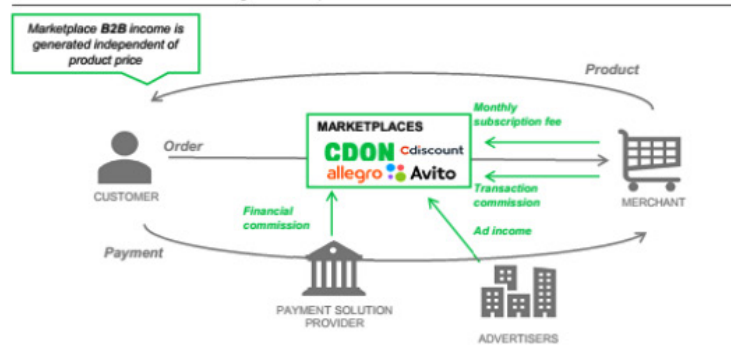 Marketplace B2B income is
generated independent of
product price
Product
Monthly
subscription fee
MARKETPLACES
CDON Cdiscount
allegro Avito
Order
CUSTOMER
Transaction
commission
MERCHANT
Financial
commission
Ad income
Payment
PAYMENT SOLUTION
PROVIDER
ADVERTISERS